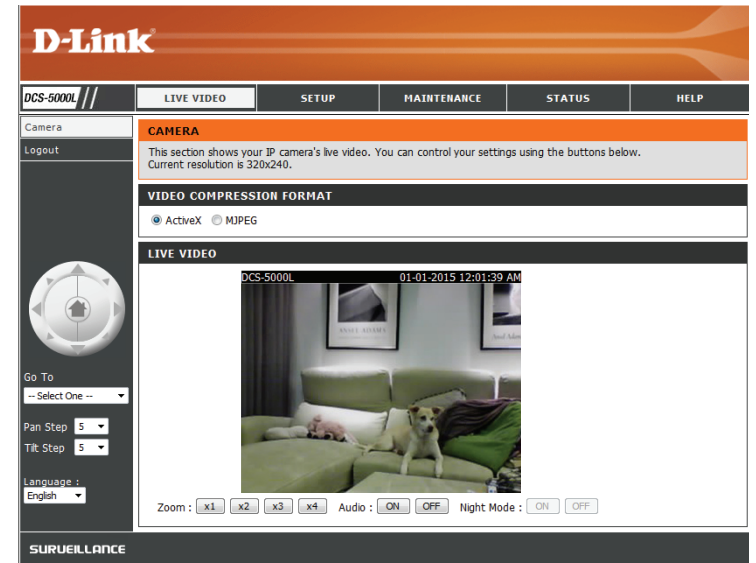 D-Link
DCS-5000L
LIVE VIDEO
SETUP
MAINTENANCE
STATUS
HELP
Camera
Logout
CAMERA
This section shows your IP camera's live video. You can control your settings using the buttons below.
Current resolution is 320x240.
VIDEO COMPRESSION FORMAT
ActiveX MJPEG
LIVE VIDEO
DCS-5000L 01-01-2015 12:01:39 AM
ANSEL ADAMS
Go To
-- Select One --
Pan Step 5
Tilt Step 5
Language :
English
Zoom : x1 x2 x3 x4 Audio : ON OFF Night Mode : ON OFF
SURVEILLANCE